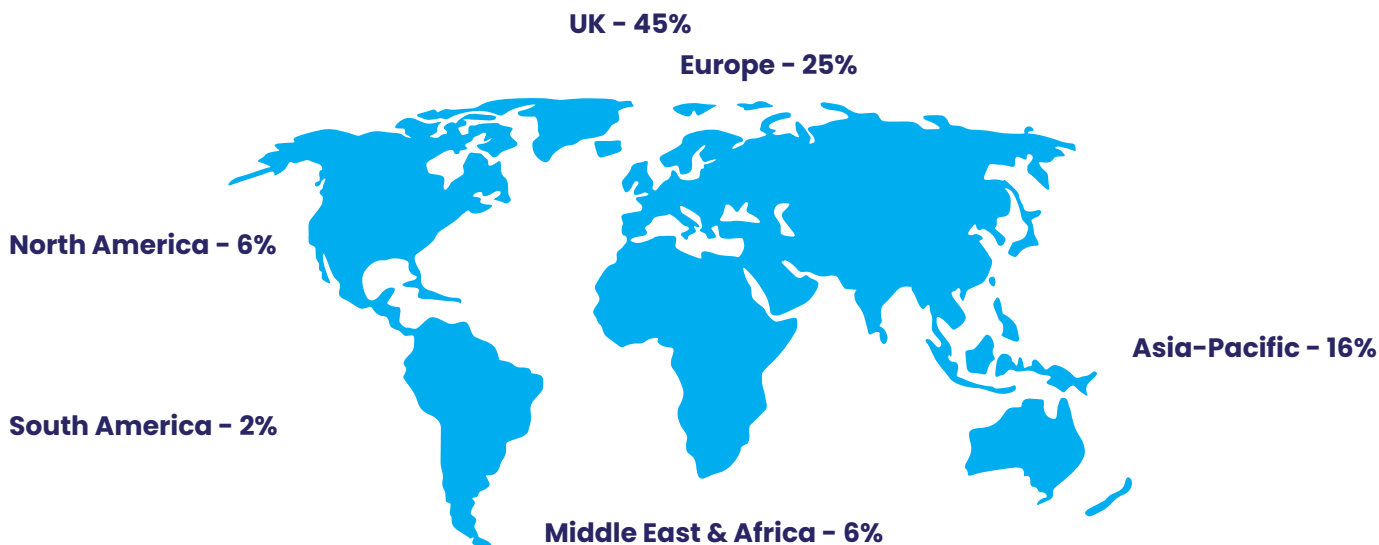 UK - 45%
Europe - 25%
North America - 6%
Asia-Pacific - 16%
South America - 2%
Middle East & Africa - 6%